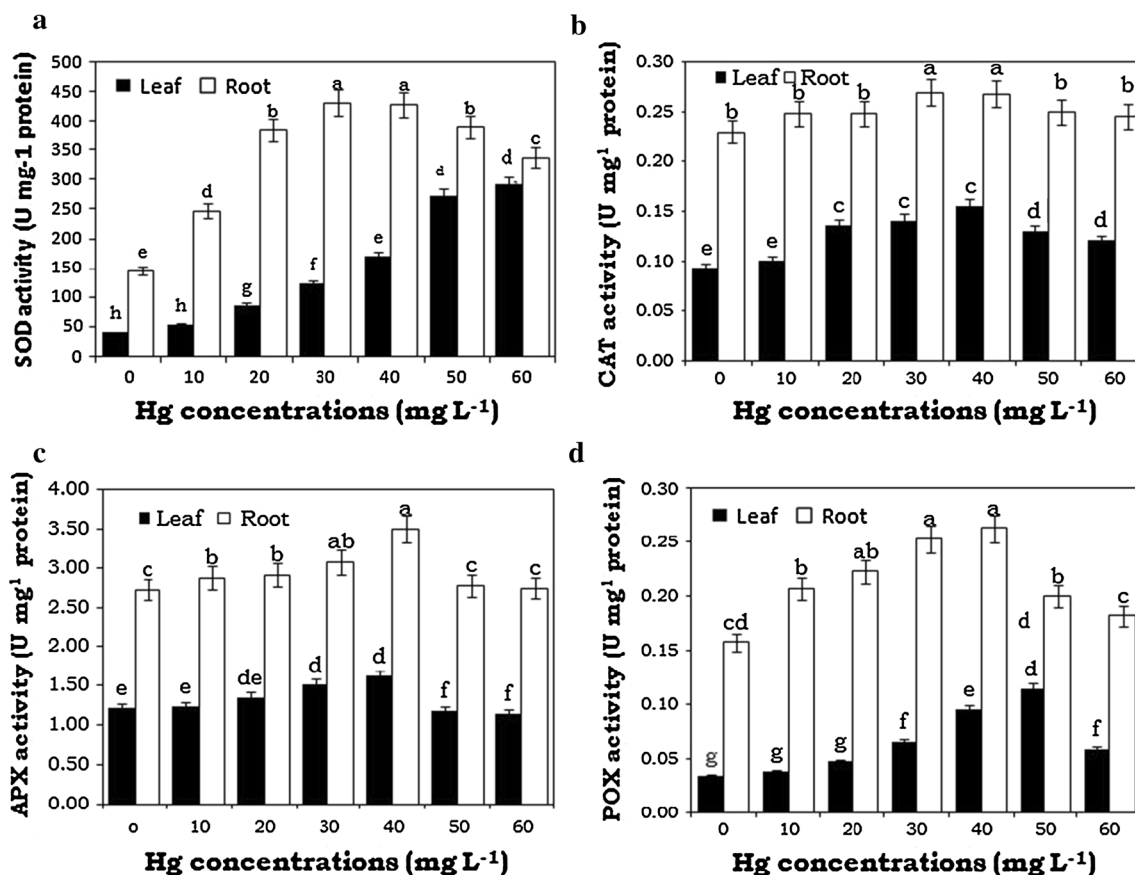 a
SOD activity (U mg-1 protein)
500
450
400
350
300
250
200
150
100
50
0
Leaf Root
h e h d g b f a e a d b d c
0 10 20 30 40 50 60
Hg concentrations (mg L-1)
b
CAT activity (U mg1 protein)
0.30
0.25
0.20
0.15
0.10
0.05
0.00
Leaf Root
e b e b c b c a c a d b d b
0 10 20 30 40 50 60
Hg concentrations (mg L-1)
c
APX activity (U mg1 protein)
4.00
3.50
3.00
2.50
2.00
1.50
1.00
0.50
0.00
Leaf Root
e c e b de b d ab d a f c f c
o 10 20 30 40 50 60
Hg concentrations (mg L-1)
d
POX activity (U mg1 protein)
0.30
0.25
0.20
0.15
0.10
0.05
0.00
Leaf Root
g cd g b g ab f a e a d b f c
0 10 20 30 40 50 60
Hg concentrations (mg L-1)